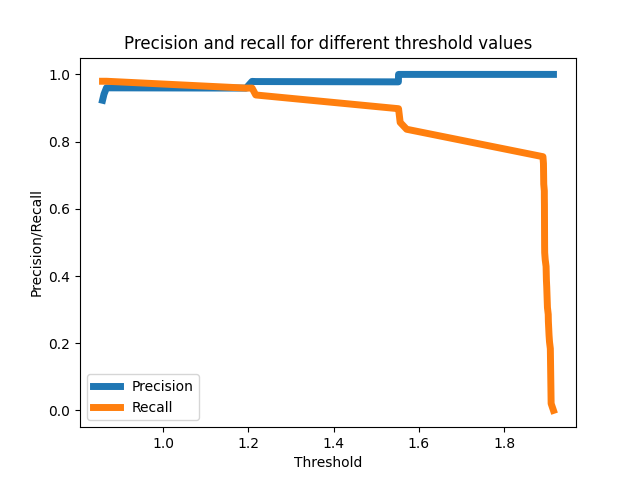 Precision and recall for different threshold values
1.0
0.8
0.6
0.4
0.2
0.0
Precision/Recall
Precision
Recall
1.0
1.2
1.4
1.6
1.8
Threshold